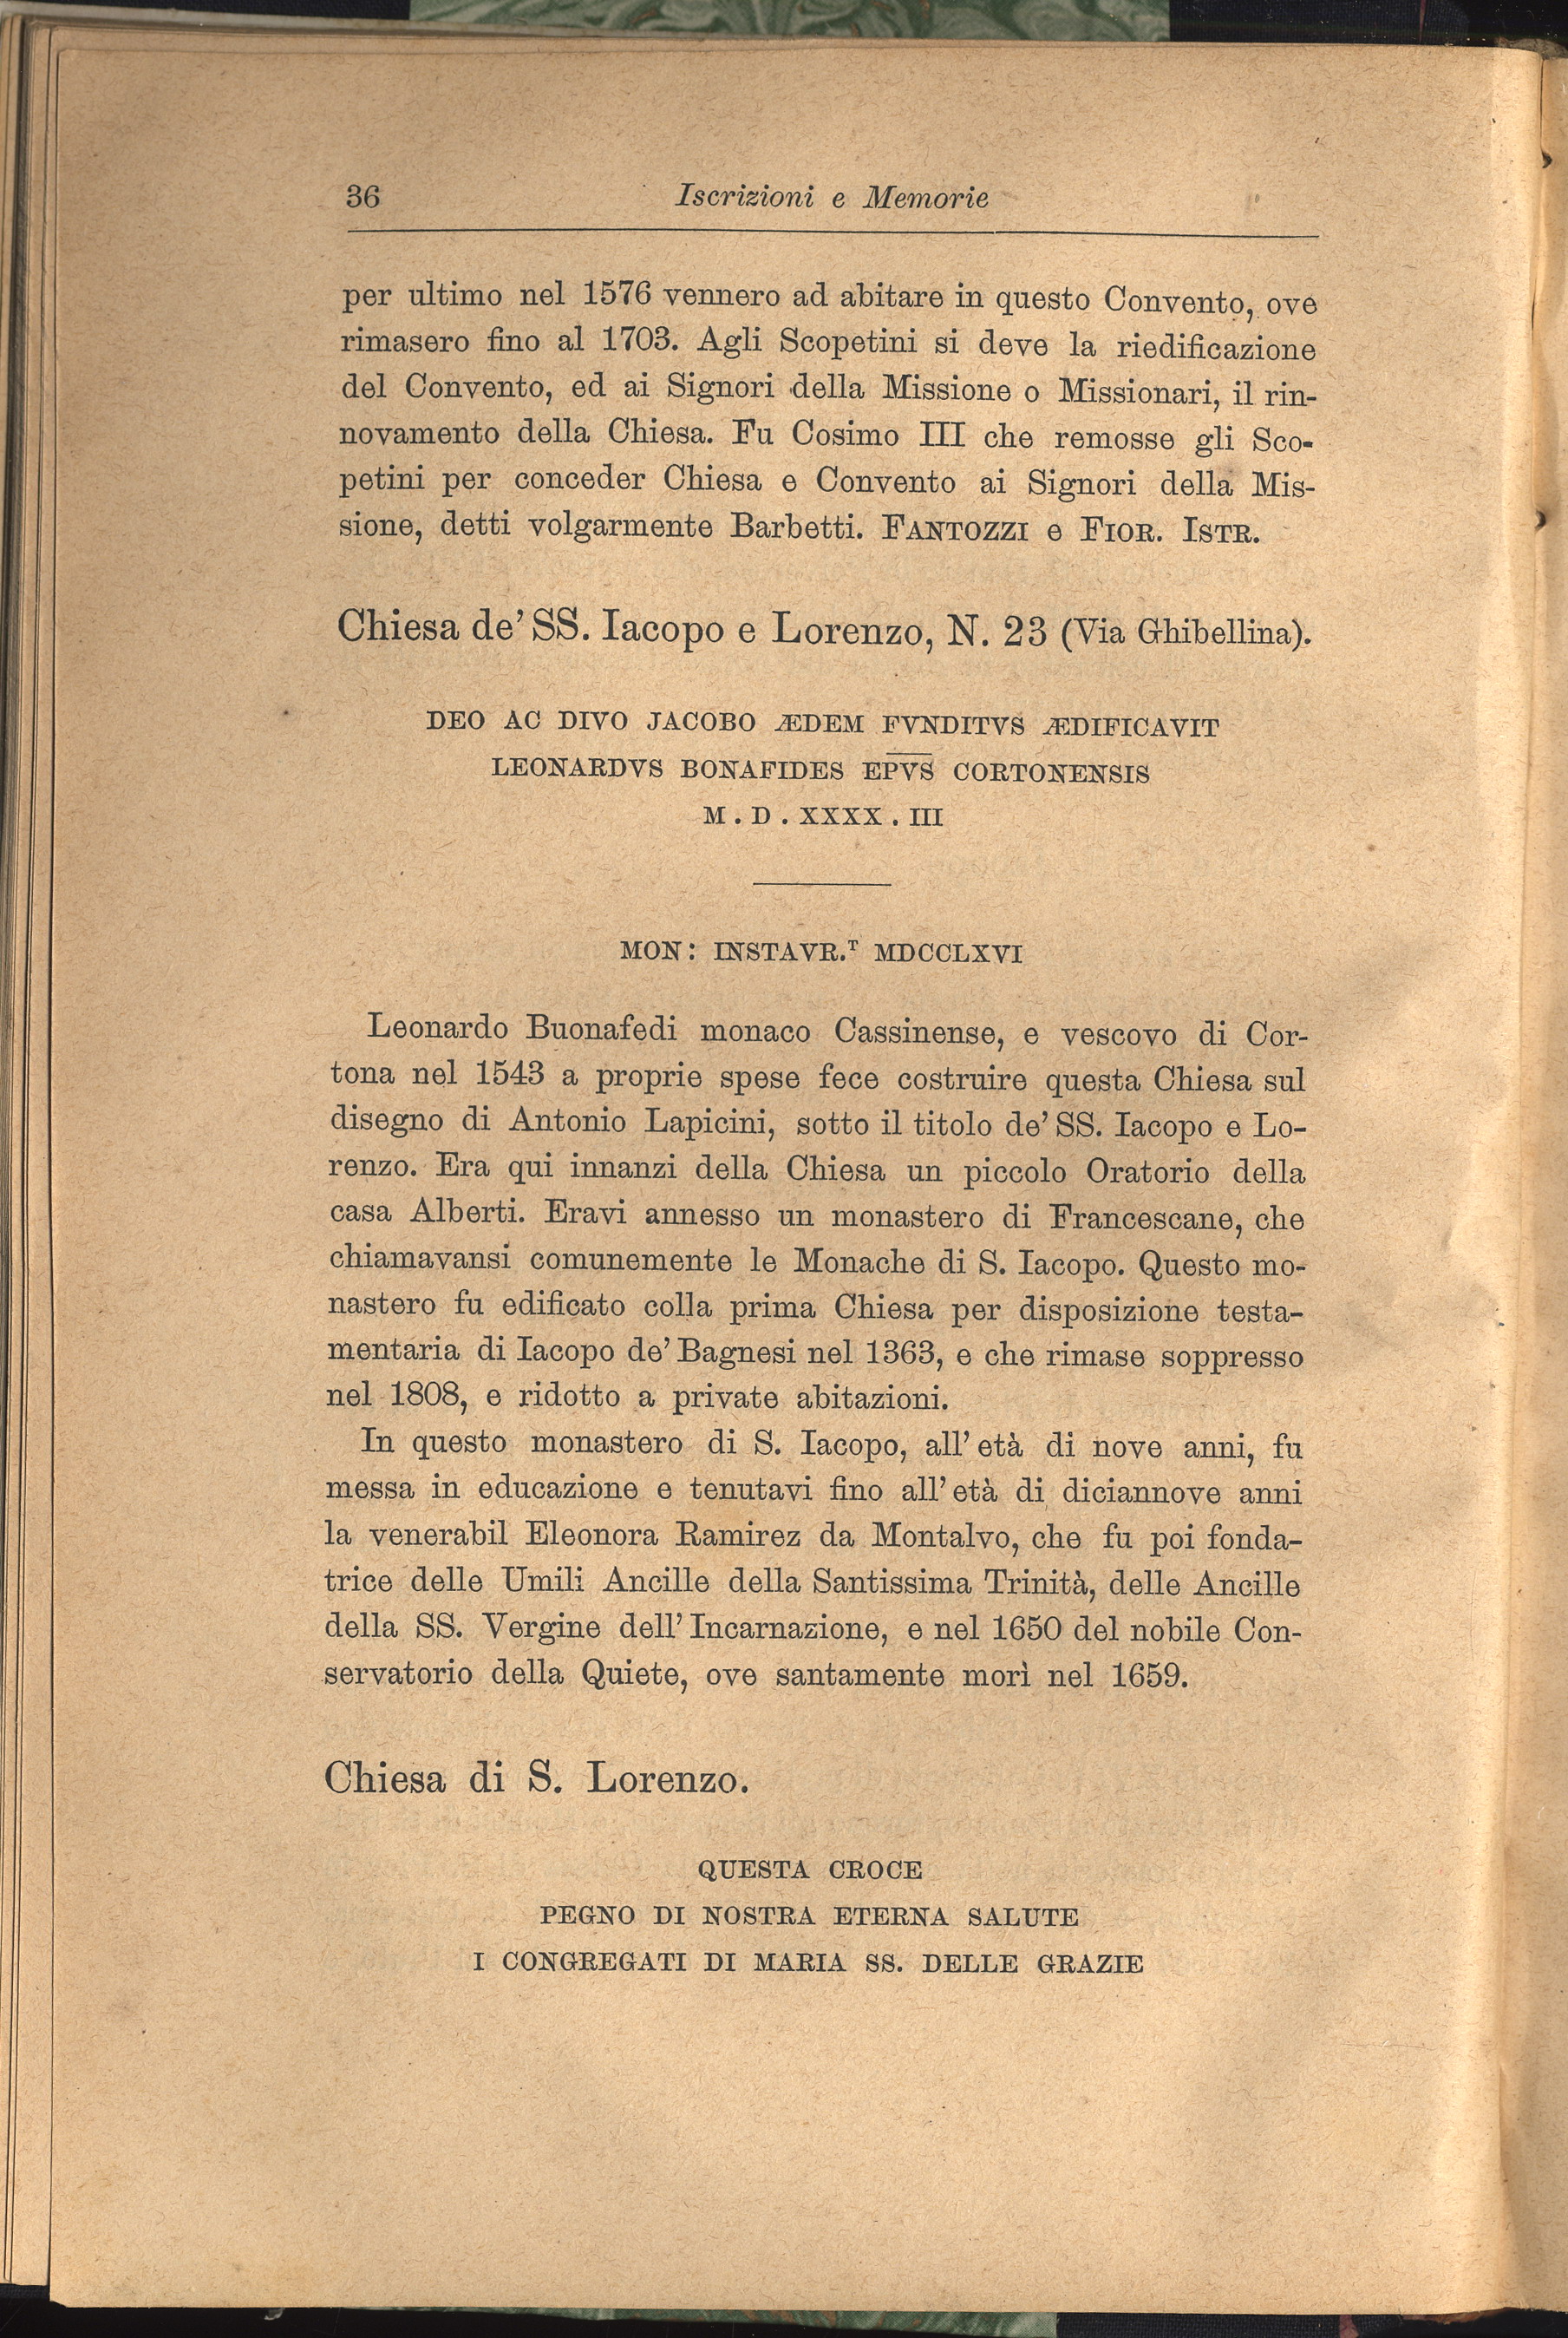 36 Iscrizioni e Memorie
per ultimo nel 1576 vennero ad abitare in questo Convento, ove
rimasero fino al 1703. Agli Scopetini si deve la riedificazione
del Convento, ed ai Signori della Missione o Missionari, il rin-
novamento della Chiesa. Fu Cosimo III che remosse gli Sco-
petini per conceder Chiesa e Convento ai Signori della Mis-
sione, detti volgarmente Barbetti. FANTOZZI e FIOR. ISTR.
Chiesa de' SS. Iacopo e Lorenzo, N. 23 (Via Ghibellina).
DEO AC DIVO JACOBO ÆDEM FVNDITVS ÆDIFICAVIT
LEONARDVS BONAFIDES EP̅V̅S̅ CORTONENSIS
M . D . XXXX . III
MON: INSTAVR.ᵀ MDCCLXVI
Leonardo Buonafedi monaco Cassinense, e vescovo di Cor-
tona nel 1543 a proprie spese fece costruire questa Chiesa sul
disegno di Antonio Lapicini, sotto il titolo de' SS. Iacopo e Lo-
renzo. Era qui innanzi della Chiesa un piccolo Oratorio della
casa Alberti. Eravi annesso un monastero di Francescane, che
chiamavansi comunemente le Monache di S. Iacopo. Questo mo-
nastero fu edificato colla prima Chiesa per disposizione testa-
mentaria di Iacopo de' Bagnesi nel 1363, e che rimase soppresso
nel 1808, e ridotto a private abitazioni.
In questo monastero di S. Iacopo, all' età di nove anni, fu
messa in educazione e tenutavi fino all' età di diciannove anni
la venerabil Eleonora Ramirez da Montalvo, che fu poi fonda-
trice delle Umili Ancille della Santissima Trinità, delle Ancille
della SS. Vergine dell' Incarnazione, e nel 1650 del nobile Con-
servatorio della Quiete, ove santamente morì nel 1659.
Chiesa di S. Lorenzo.
QUESTA CROCE
PEGNO DI NOSTRA ETERNA SALUTE
I CONGREGATI DI MARIA SS. DELLE GRAZIE